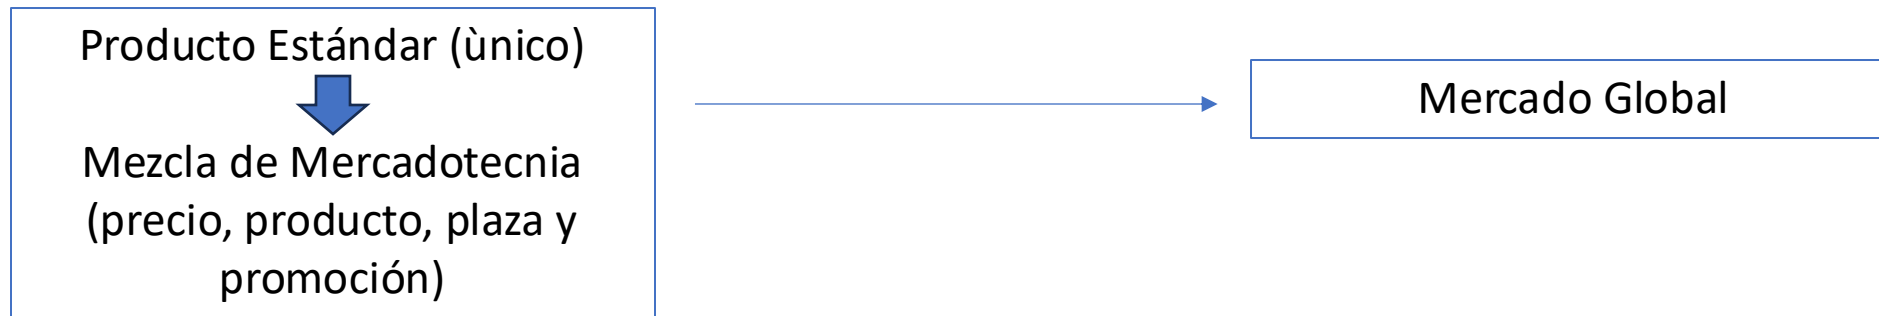 Producto Estándar (ùnico)
Mezcla de Mercadotecnia
(precio, producto, plaza y
promoción)
Mercado Global